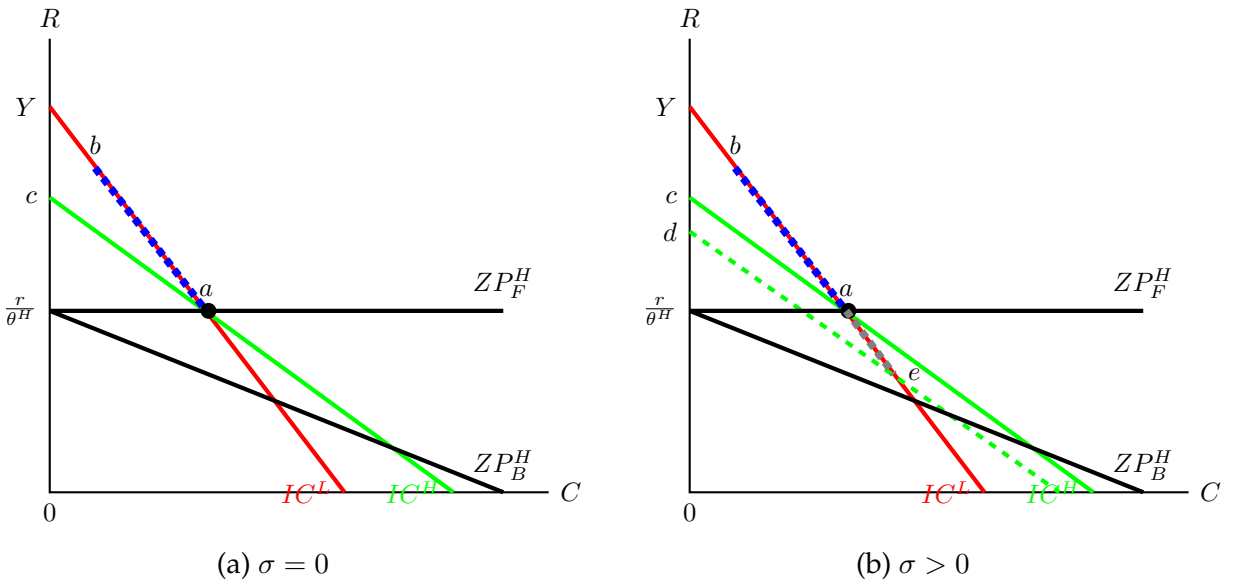 R
Y
b
c
a
ZP_F^H
r/θ^H
ZP_B^H
IC^L
IC^H
C
0
(a) σ = 0
R
Y
b
c
d
a
ZP_F^H
r/θ^H
e
ZP_B^H
IC^L
IC^H
C
0
(b) σ > 0